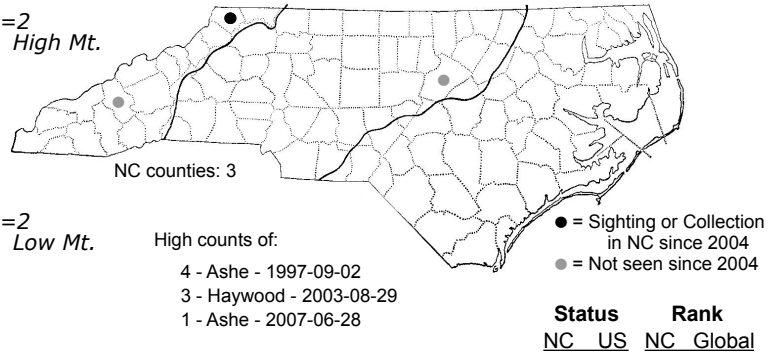 =2
High Mt.
NC counties: 3
=2
Low Mt.
High counts of:
4 - Ashe - 1997-09-02
3 - Haywood - 2003-08-29
1 - Ashe - 2007-06-28
= Sighting or Collection
in NC since 2004
= Not seen since 2004
Status Rank
NC US NC Global